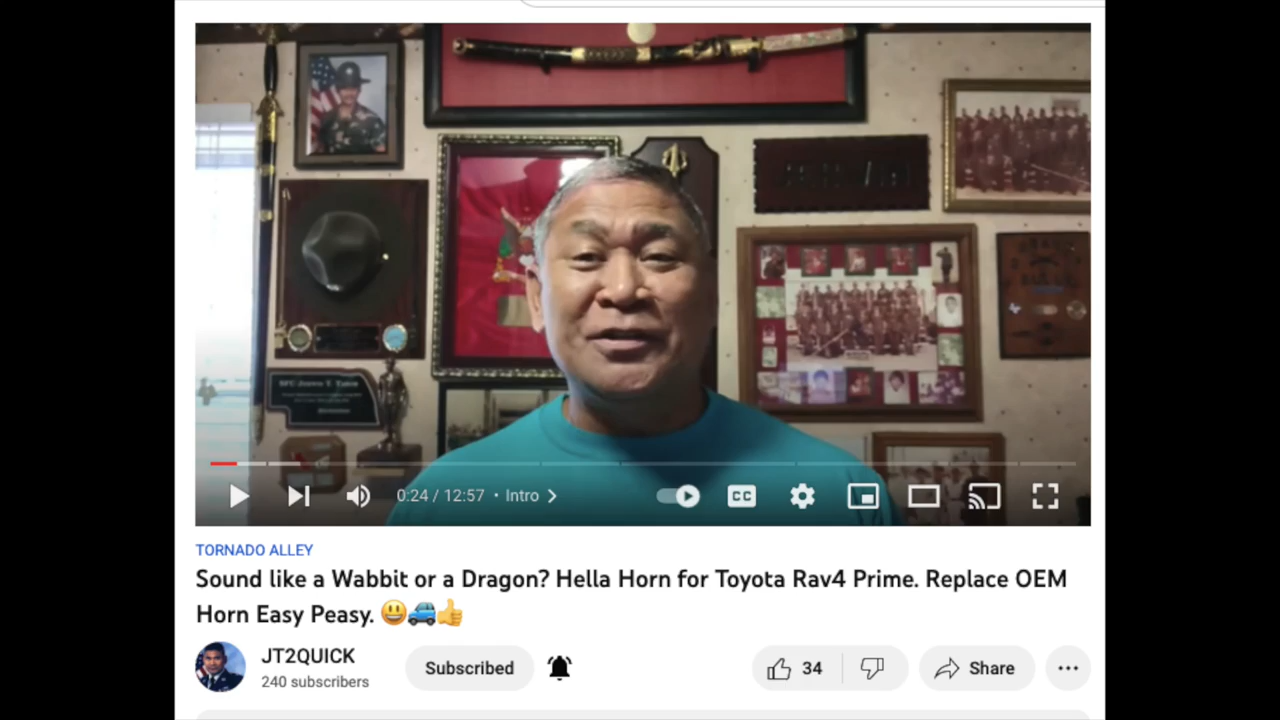 0:24 / 12:57 • Intro
CC
TORNADO ALLEY
Sound like a Wabbit or a Dragon? Hella Horn for Toyota Rav4 Prime. Replace OEM
Horn Easy Peasy. 😃🚙👍
JT2QUICK
240 subscribers
Subscribed
34
Share